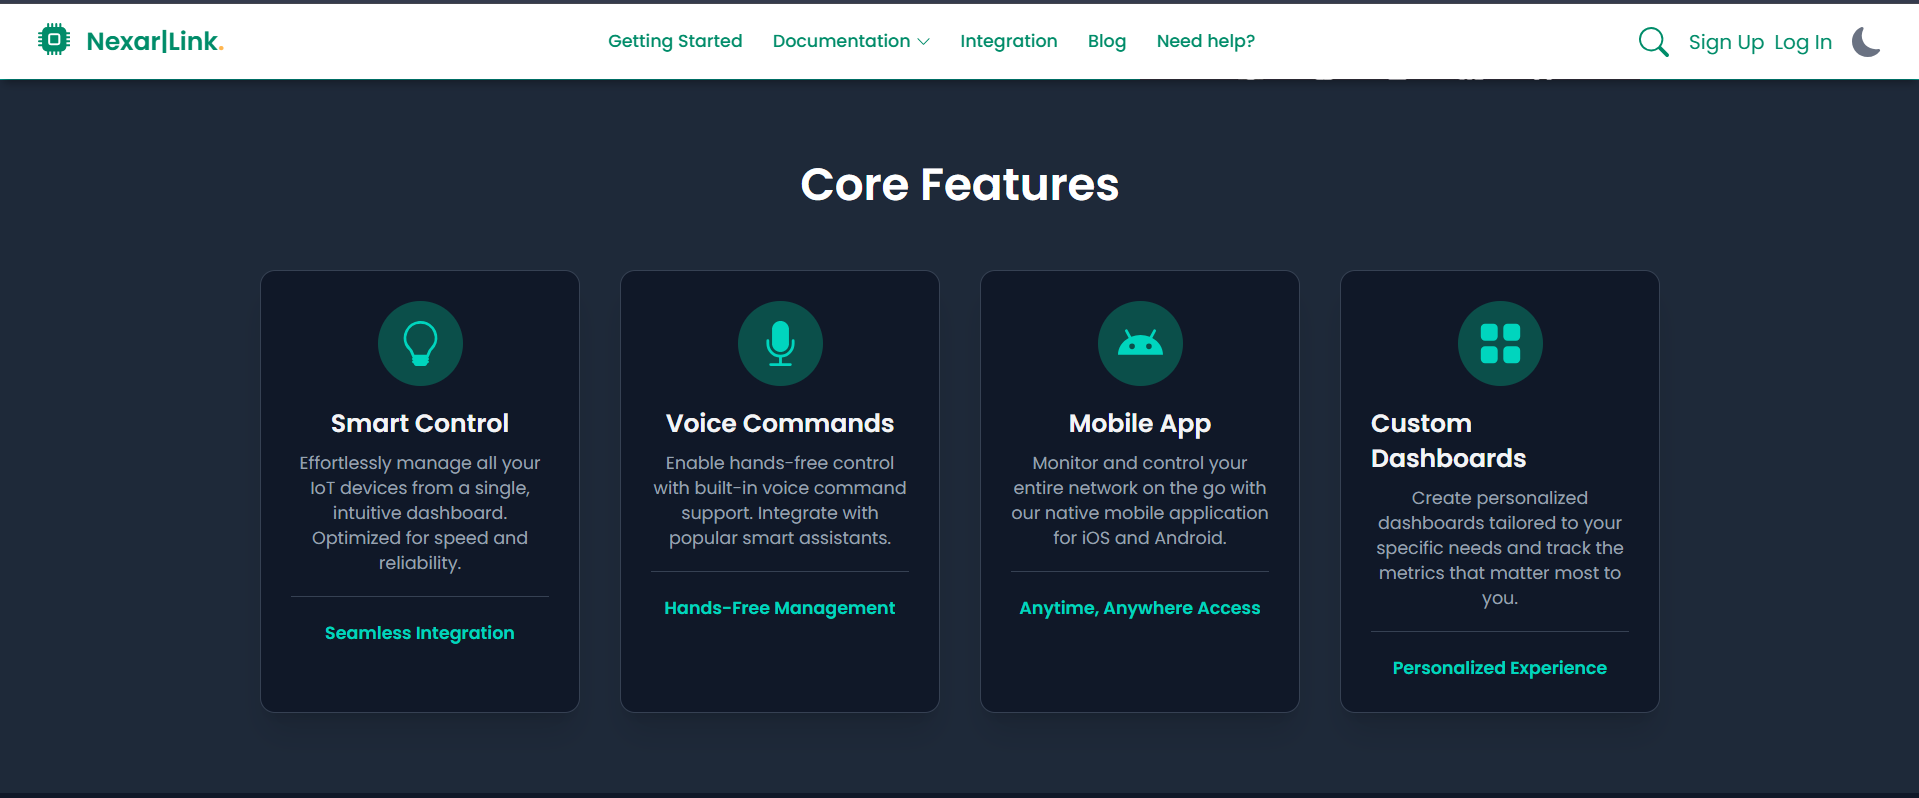 Nexar|Link.
Getting Started Documentation Integration Blog Need help?
Sign Up Log In
Core Features
Smart Control
Effortlessly manage all your
IoT devices from a single,
intuitive dashboard.
Optimized for speed and
reliability.
Seamless Integration
Voice Commands
Enable hands-free control
with built-in voice command
support. Integrate with
popular smart assistants.
Hands-Free Management
Mobile App
Monitor and control your
entire network on the go with
our native mobile application
for iOS and Android.
Anytime, Anywhere Access
Custom
Dashboards
Create personalized
dashboards tailored to your
specific needs and track the
metrics that matter most to
you.
Personalized Experience